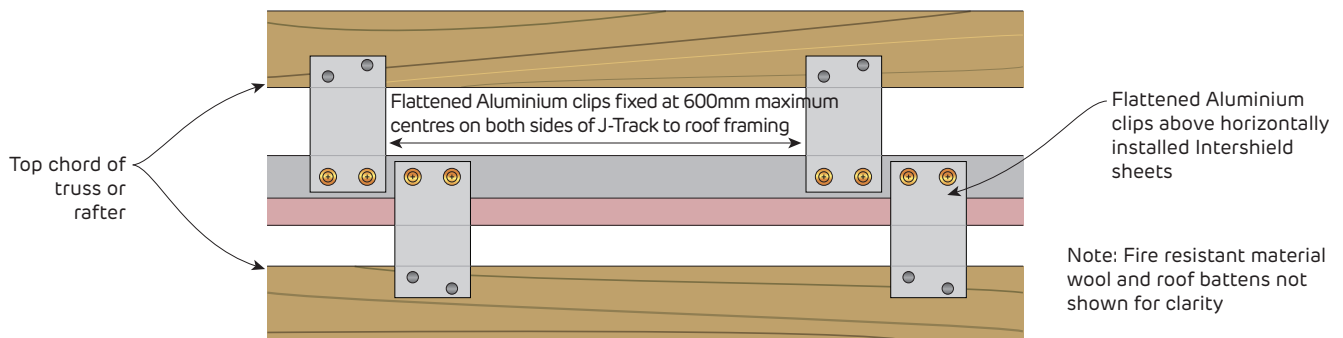 Flattened Aluminium clips fixed at 600mm maximum
centres on both sides of J-Track to roof framing
Top chord of
truss or
rafter
Flattened Aluminium
clips above horizontally
installed Intershield
sheets
Note: Fire resistant material
wool and roof battens not
shown for clarity